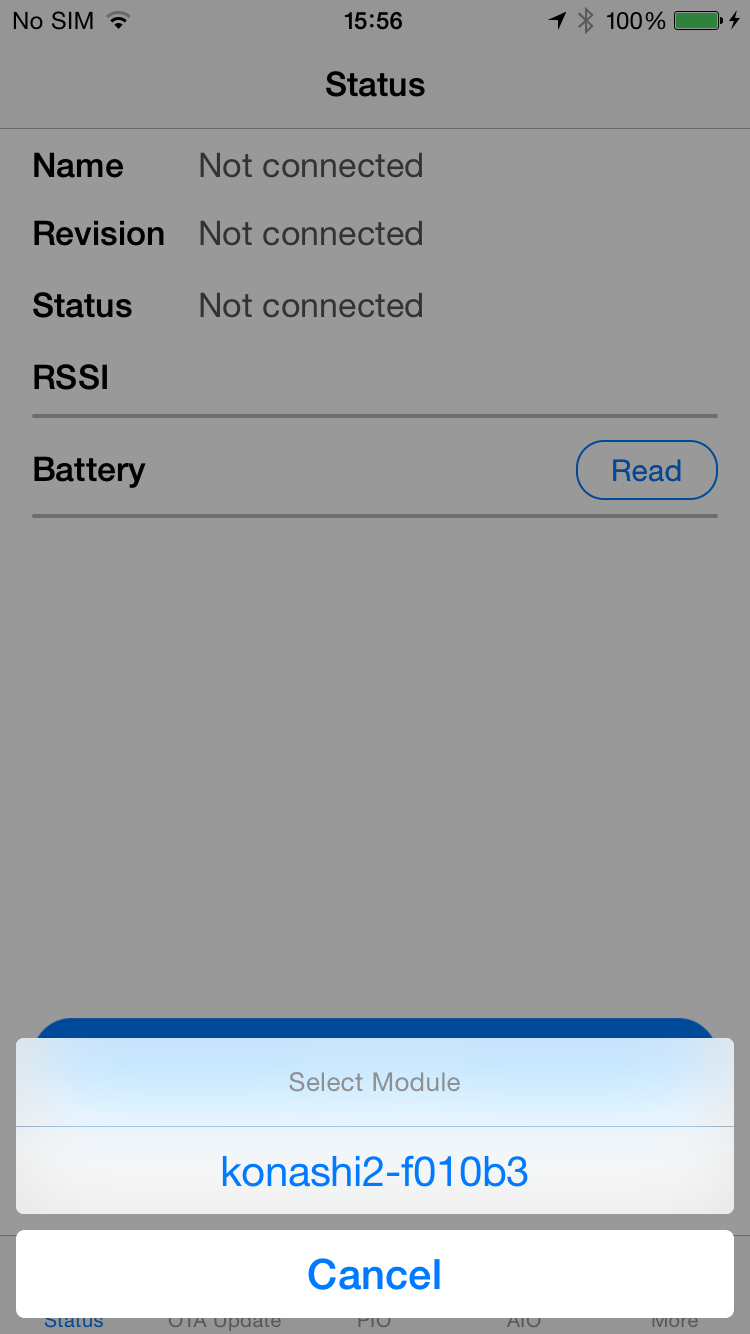 No SIM 15:56 100%
Status
Name Not connected
Revision Not connected
Status Not connected
RSSI
Battery Read
Select Module
konashi2-f010b3
Cancel
Status OTA Update PIO AIO More